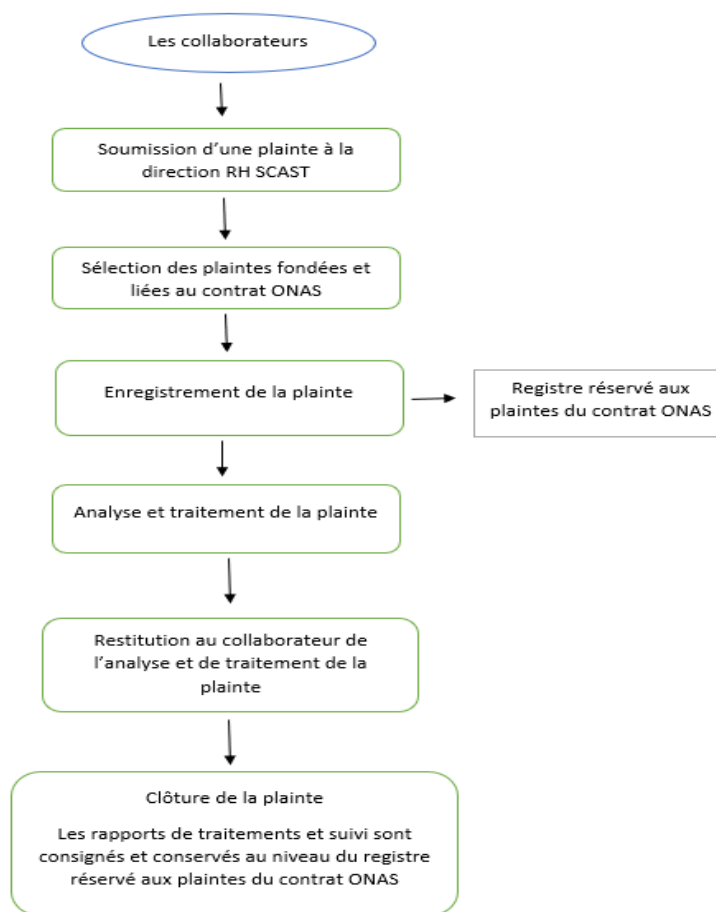 Les collaborateurs
Soumission d’une plainte à la
direction RH SCAST
Sélection des plaintes fondées et
liées au contrat ONAS
Enregistrement de la plainte
Registre réservé aux
plaintes du contrat ONAS
Analyse et traitement de la plainte
Restitution au collaborateur de
l’analyse et de traitement de la
plainte
Clôture de la plainte
Les rapports de traitements et suivi sont
consignés et conservés au niveau du registre
réservé aux plaintes du contrat ONAS